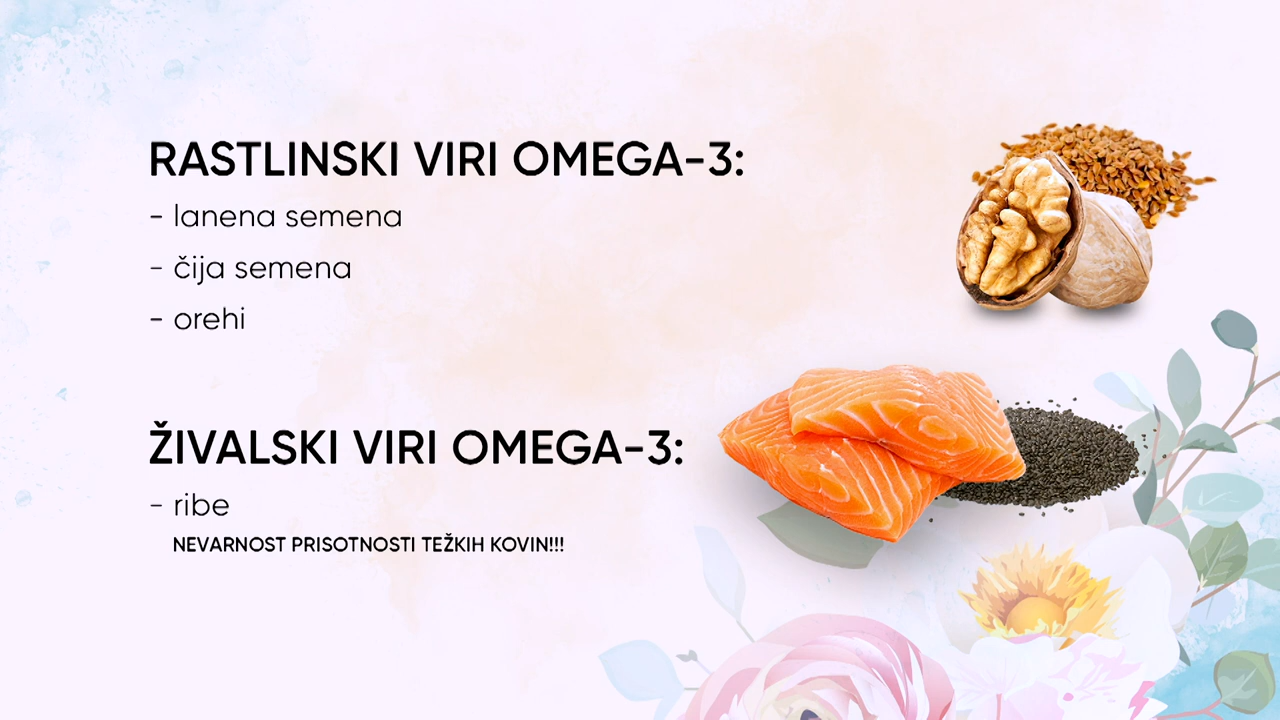 RASTLINSKI VIRI OMEGA-3:
- lanena semena
- čija semena
- orehi
ŽIVALSKI VIRI OMEGA-3:
- ribe
NEVARNOST PRISOTNOSTI TEŽKIH KOVIN!!!